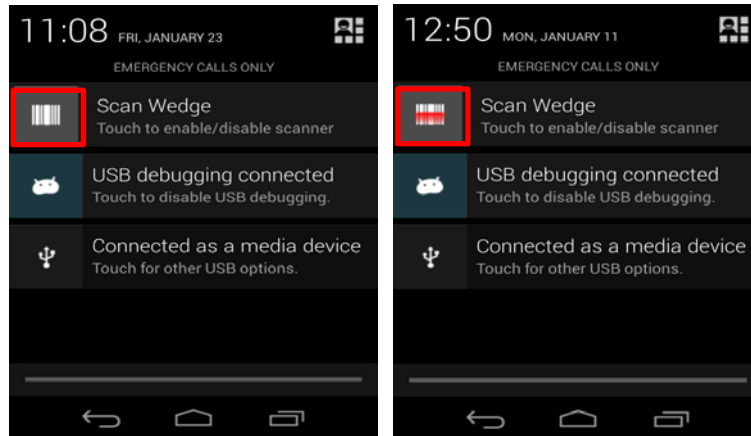 11:08 FRI, JANUARY 23
EMERGENCY CALLS ONLY
Scan Wedge
Touch to enable/disable scanner
USB debugging connected
Touch to disable USB debugging.
Connected as a media device
Touch for other USB options.
12:50 MON, JANUARY 11
EMERGENCY CALLS ONLY
Scan Wedge
Touch to enable/disable scanner
USB debugging connected
Touch to disable USB debugging.
Connected as a media device
Touch for other USB options.